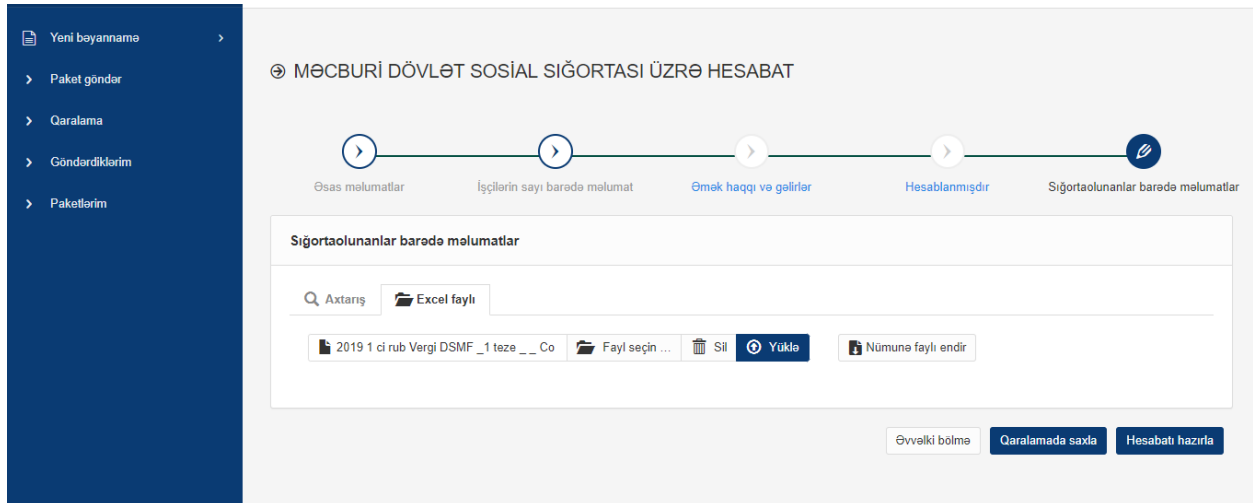 Yeni bəyannamə
Paket göndər
Qaralama
Göndərdiklərim
Paketlərim
MƏCBURİ DÖVLƏT SOSİAL SIĞORTASI ÜZRƏ HESABAT
Əsas məlumatlar
İşçilərin sayı barədə məlumat
Əmək haqqı və gəlirlər
Hesablanmışdır
Sığortaolunanlar barədə məlumatlar
Sığortaolunanlar barədə məlumatlar
Axtarış
Excel faylı
2019 1 ci rub Vergi DSMF _1 teze _ _ Co
Fayl seçin ...
Sil
Yüklə
Nümunə faylı endir
Əvvəlki bölmə
Qaralamada saxla
Hesabatı hazırla